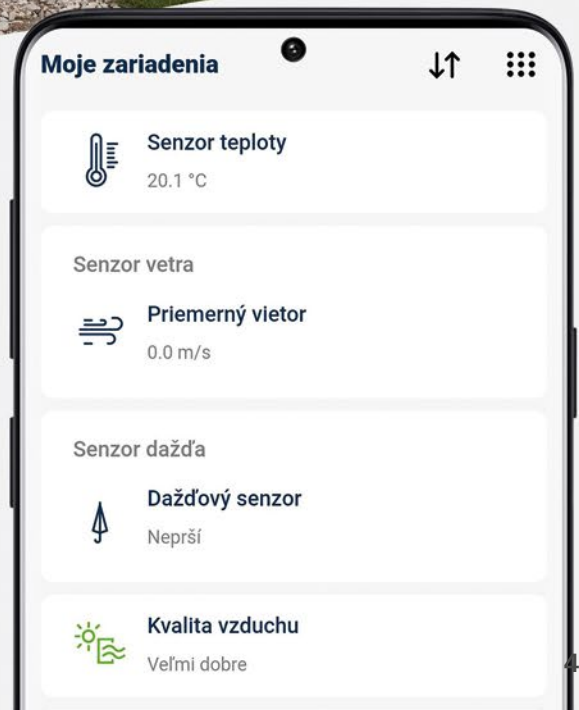 Moje zariadenia
Senzor teploty
20.1 °C
Senzor vetra
Priemerný vietor
0.0 m/s
Senzor dažďa
Dažďový senzor
Neprší
Kvalita vzduchu
Veľmi dobre
4